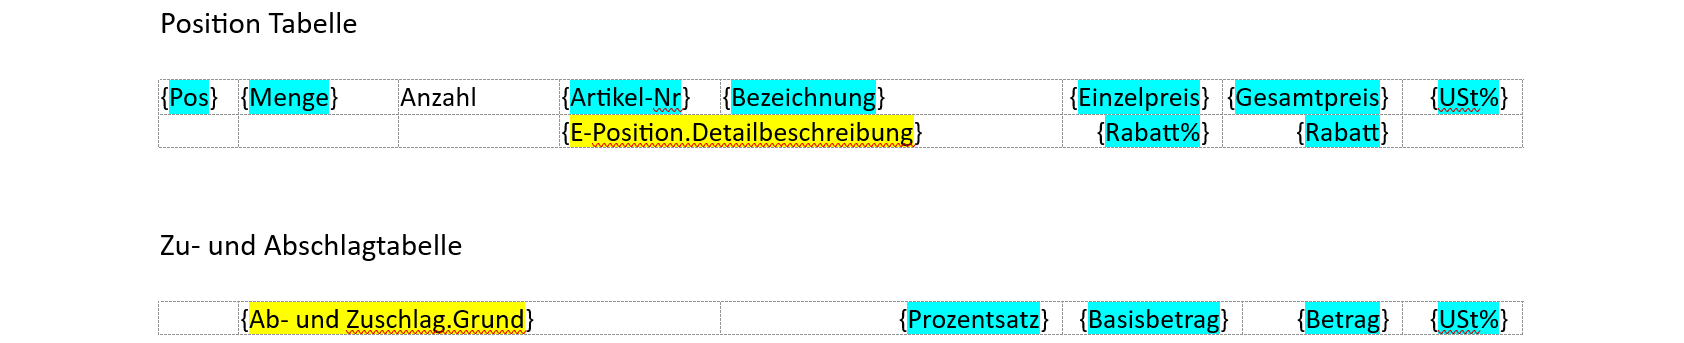 Position Tabelle
{Pos} {Menge} Anzahl {Artikel-Nr} {Bezeichnung} {Einzelpreis} {Gesamtpreis} {USt%}
{E-Position.Detailbeschreibung} {Rabatt%} {Rabatt}
Zu- und Abschlagtabelle
{Ab- und Zuschlag.Grund} {Prozentsatz} {Basisbetrag} {Betrag} {USt%}